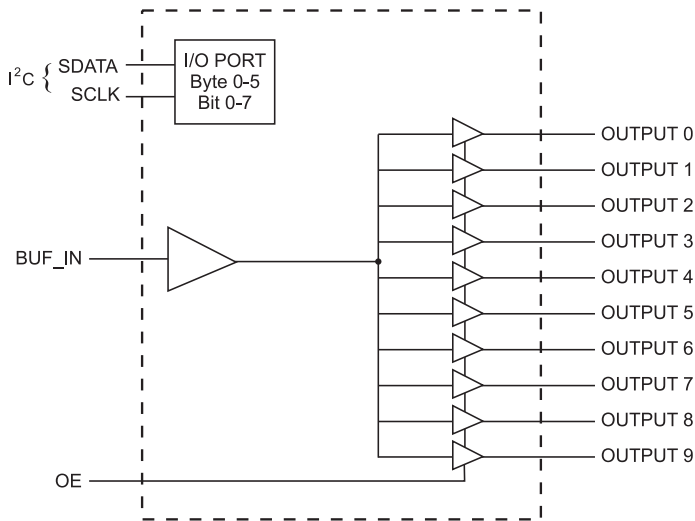 I²C { SDATA
SCLK
I/O PORT
Byte 0-5
Bit 0-7
OUTPUT 0
OUTPUT 1
OUTPUT 2
OUTPUT 3
BUF_IN
OUTPUT 4
OUTPUT 5
OUTPUT 6
OUTPUT 7
OUTPUT 8
OUTPUT 9
OE